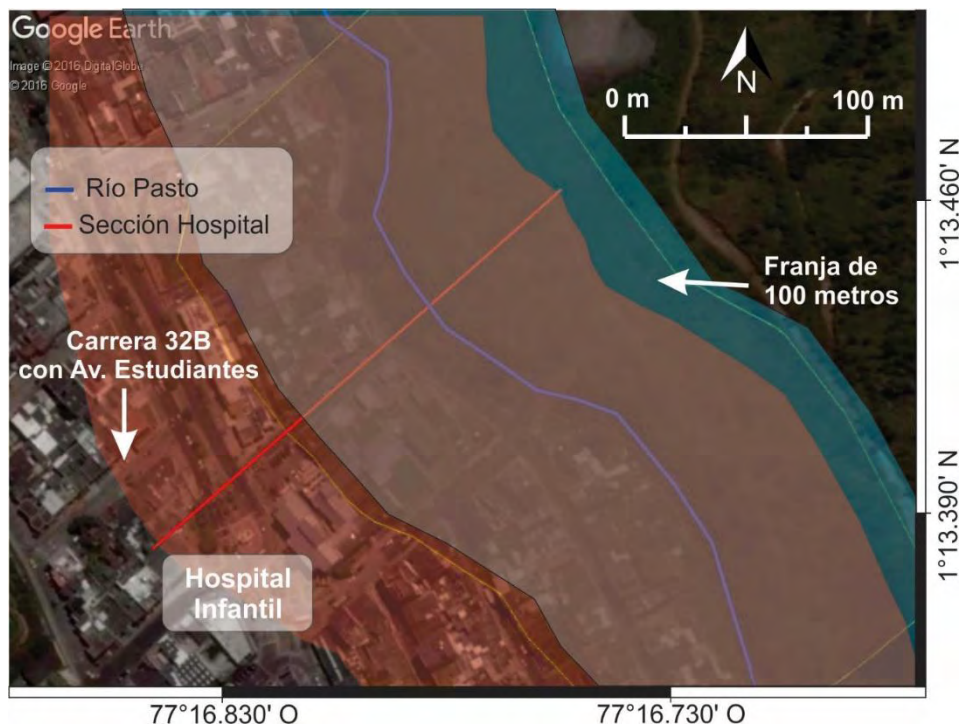 Google Earth
Image © 2016 DigitalGlobe
© 2016 Google
N
0 m
100 m
Río Pasto
Sección Hospital
1°13.460' N
Franja de
100 metros
Carrera 32B
con Av. Estudiantes
1°13.390' N
Hospital
Infantil
77°16.830' O
77°16.730' O